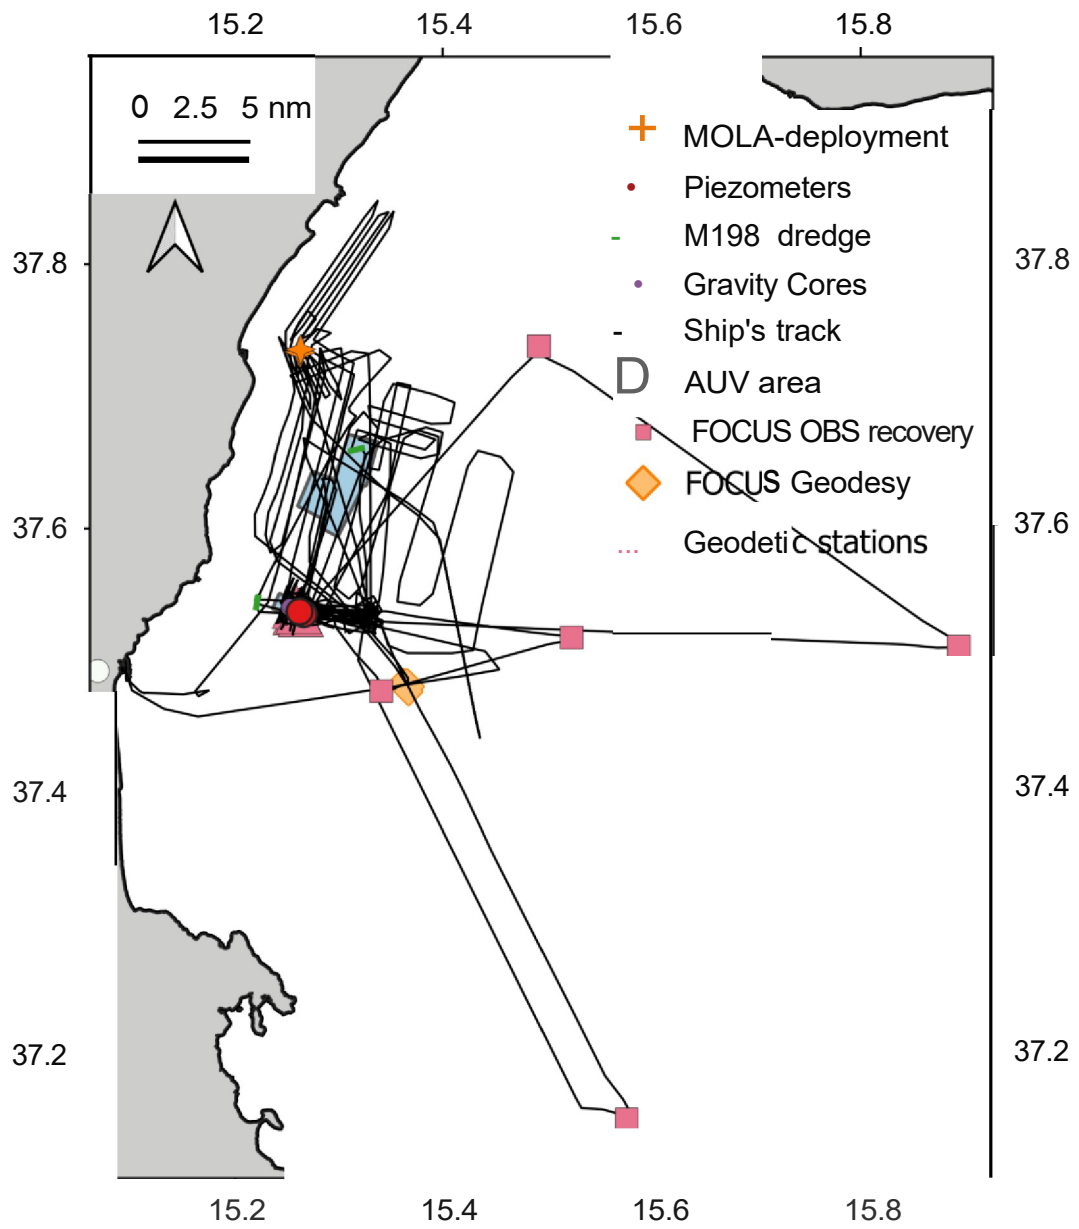 15.2 15.4 15.6 15.8
0 2.5 5 nm
MOLA-deployment
Piezometers
- M198 dredge
Gravity Cores
- Ship's track
D AUV area
FOCUS OBS recovery
FOCUS Geodesy
... Geodetic stations
37.8 37.8
37.6 37.6
37.4 37.4
37.2 37.2
15.2 15.4 15.6 15.8